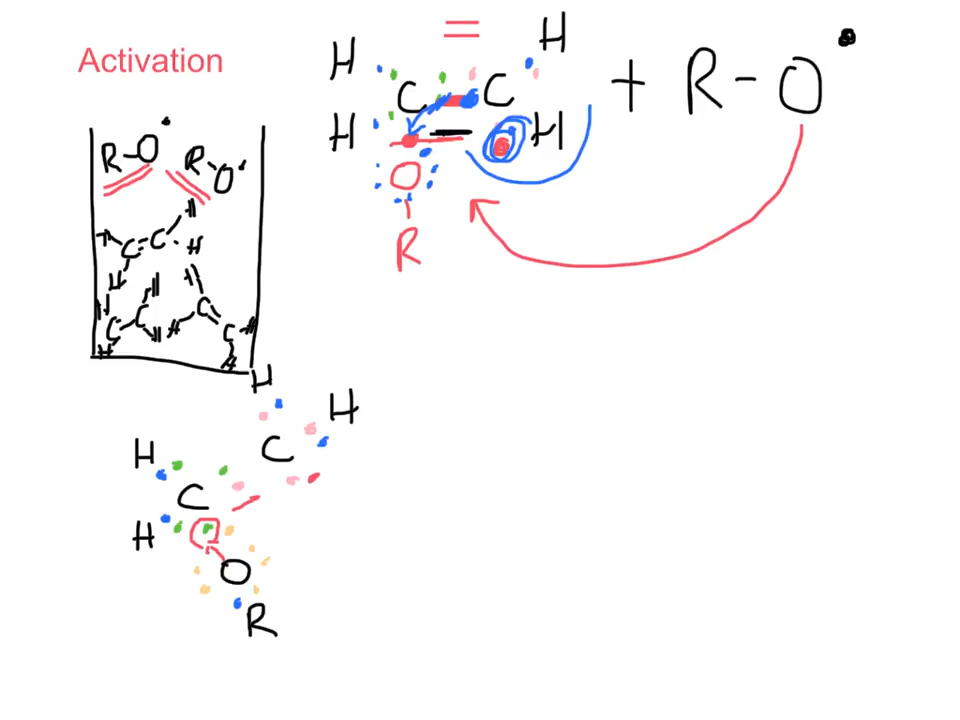 Activation
H = H
C C + R - O
H H
O
R
R-O R-O
C=C H
H
C C
H H C
H C
H
H
H
C
H
C
H
O
R